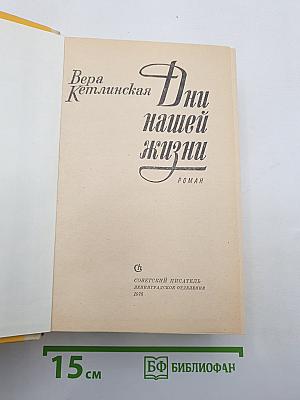 Вера
Кетлинская
Дни
нашей
жизни
РОМАН
СОВЕТСКИЙ ПИСАТЕЛЬ
ЛЕНИНГРАДСКОЕ ОТДЕЛЕНИЕ
15 см
БФ БИБЛИОФАН